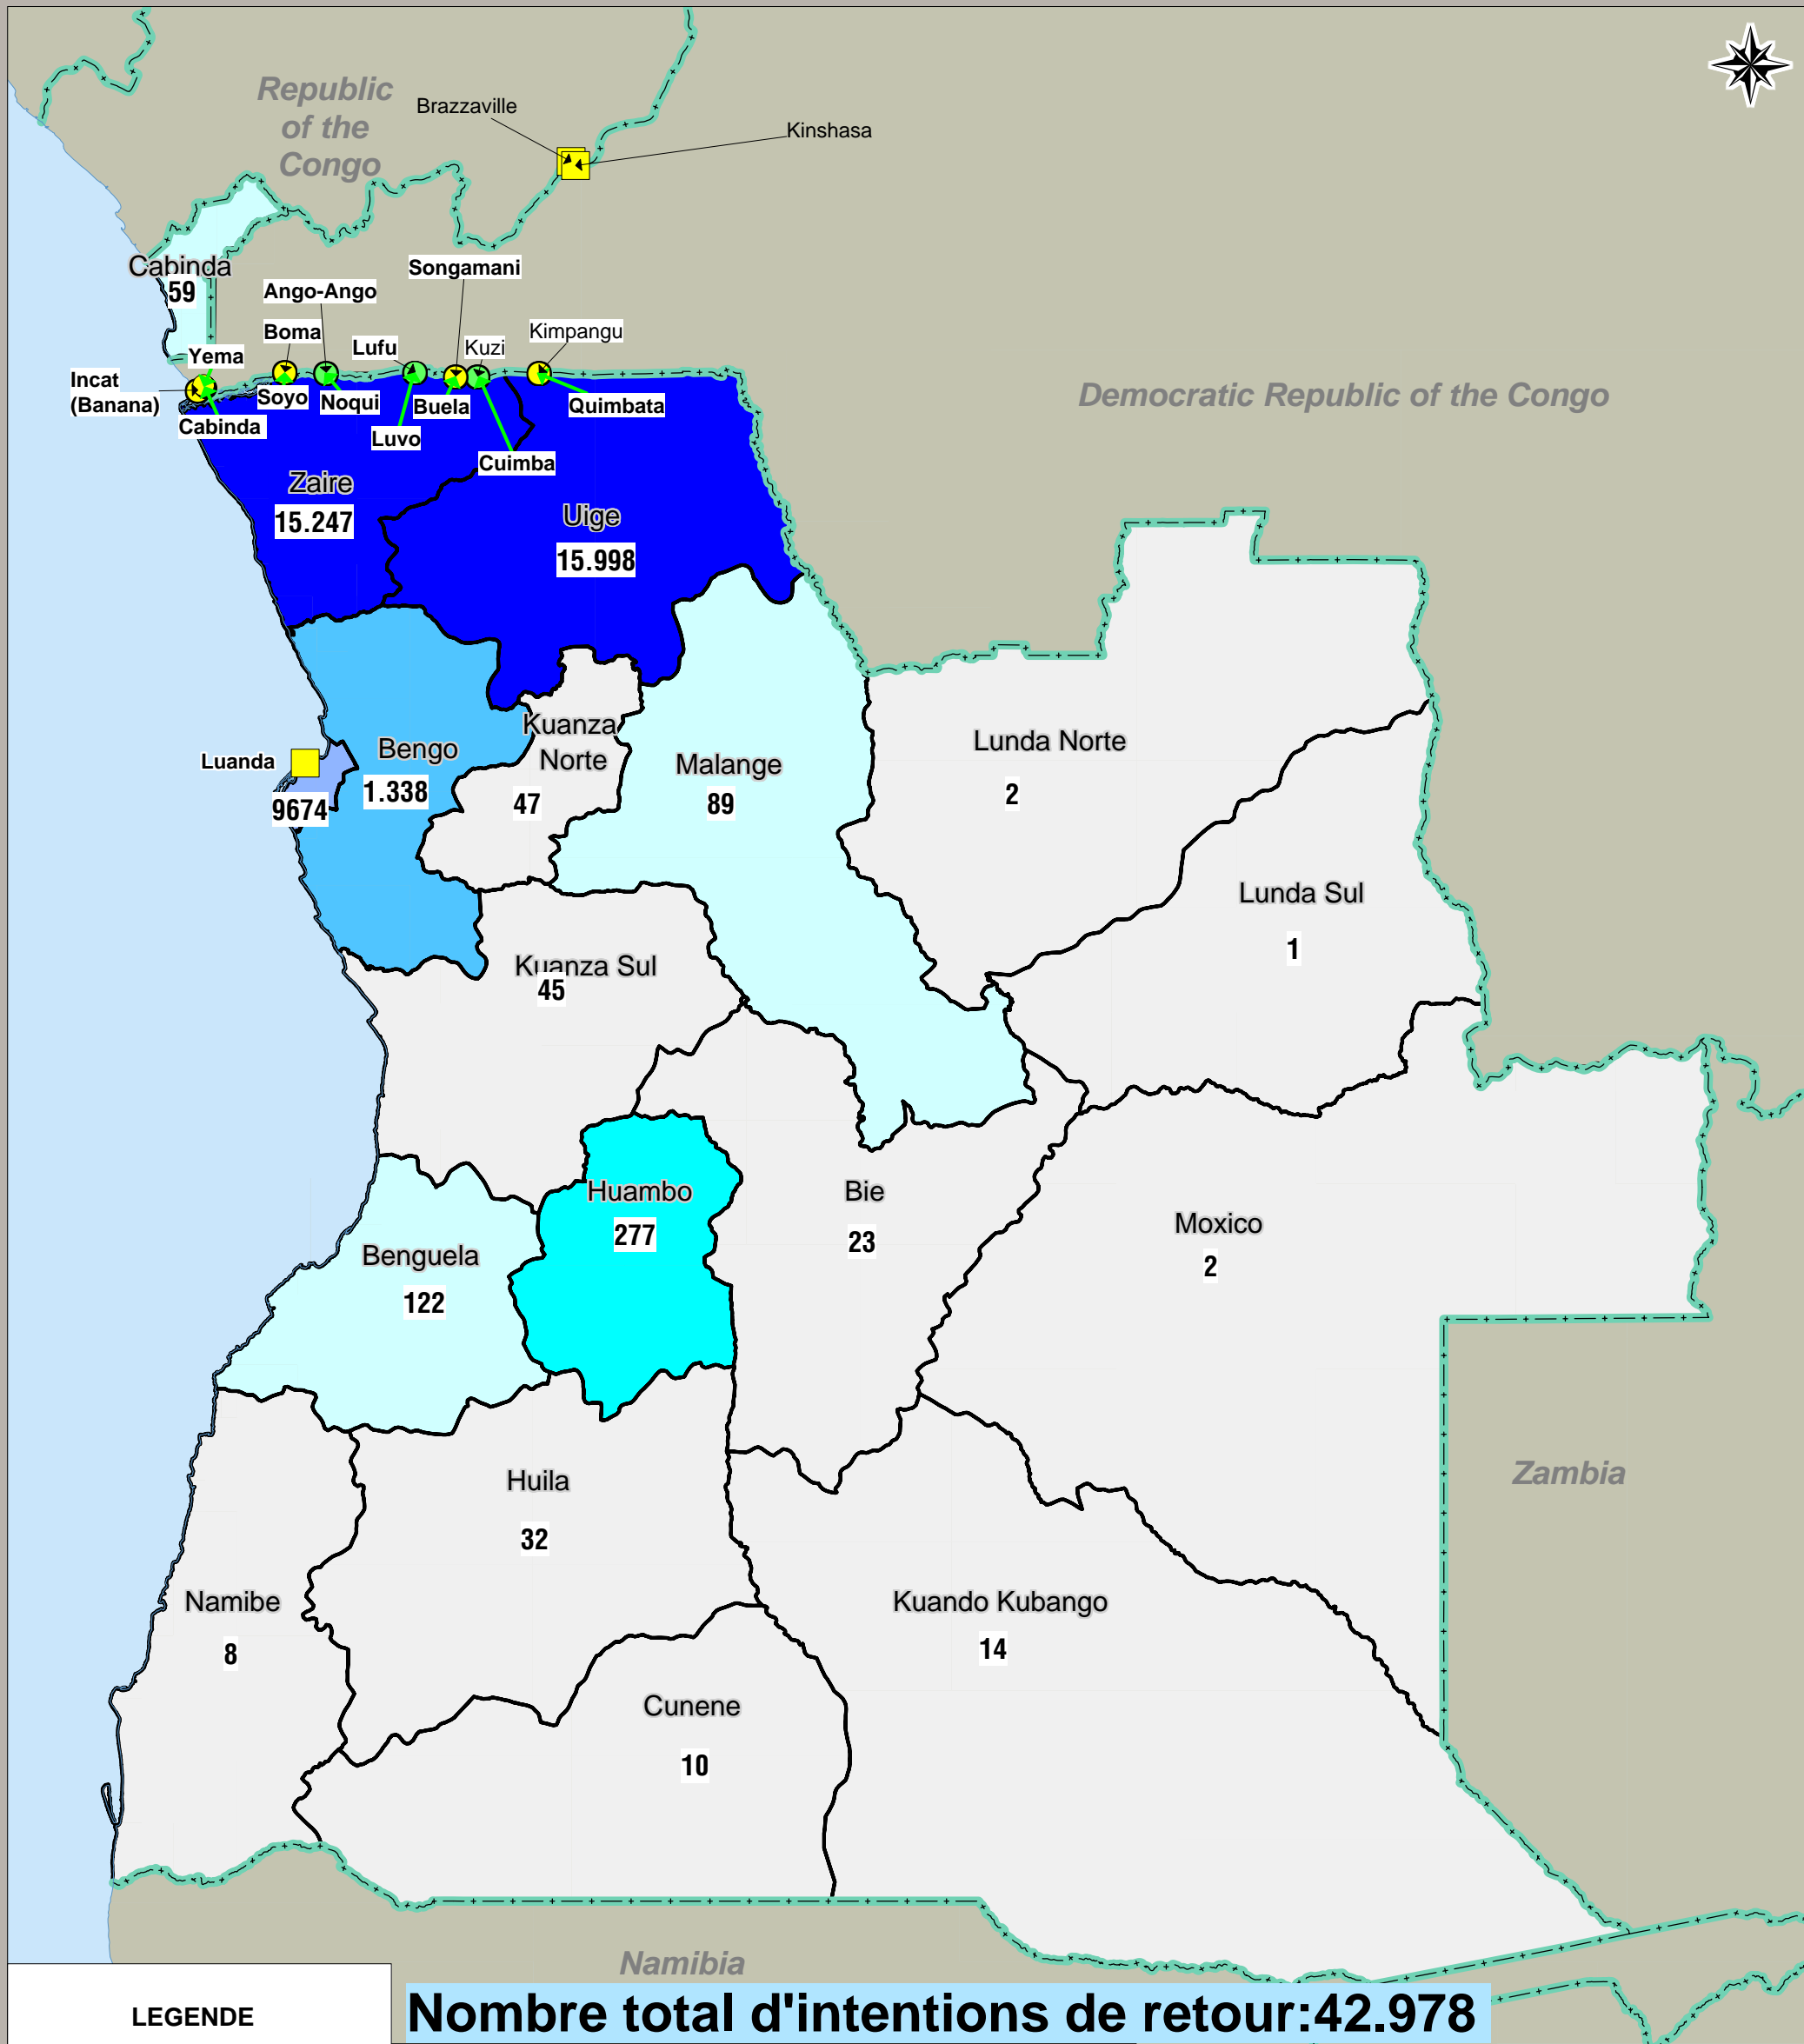 Republic
of the
Congo
Brazzaville
Kinshasa
Cabinda
59
Songamani
Ango-Ango
Boma
Lufu
Kuzi
Kimpangu
Yema
Incat
(Banana)
Soyo
Noqui
Buela
Quimbata
Cabinda
Luvo
Cuimba
Democratic Republic of the Congo
Zaire
15.247
Uige
15.998
Luanda
9674
Bengo
1.338
Kuanza
Norte
47
Malange
89
Lunda Norte
2
Lunda Sul
1
Kuanza Sul
45
Huambo
277
Bie
23
Moxico
2
Benguela
122
Huila
32
Zambia
Namibe
8
Kuando Kubango
14
Cunene
10
Namibia
LEGENDE
Nombre total d'intentions de retour:42.978